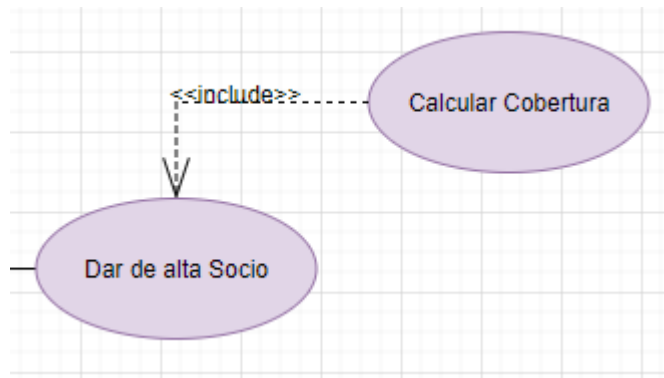 <<include>>
Calcular Cobertura
Dar de alta Socio